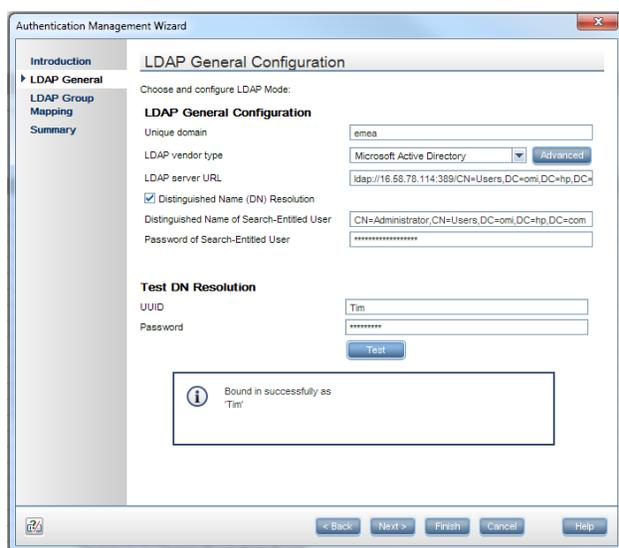 Authentication Management Wizard
Introduction
LDAP General
LDAP Group
Mapping
Summary
LDAP General Configuration
Choose and configure LDAP Mode:
LDAP General Configuration
Unique domain
emea
LDAP vendor type
Microsoft Active Directory
Advanced
LDAP server URL
ldap://16.58.78.114:389/CN=Users,DC=omi,DC=hp,DC=
Distinguished Name (DN) Resolution
Distinguished Name of Search-Entitled User
CN=Administrator,CN=Users,DC=omi,DC=hp,DC=com
Password of Search-Entitled User
******************
Test DN Resolution
UUID
Tim
Password
*********
Test
Bound in successfully as
'Tim'
< Back
Next >
Finish
Cancel
Help